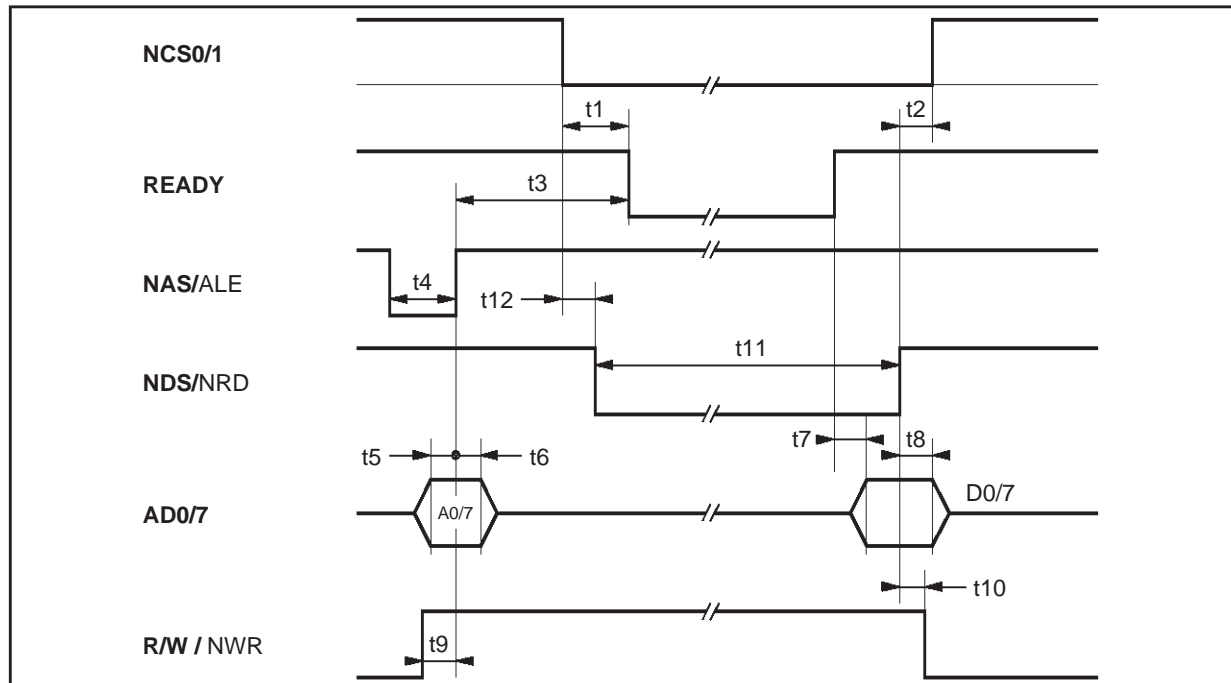 NCS0/1
t1
t2
READY
t3
NAS/ALE
t4
t12
t11
NDS/NRD
t7
t8
t5
t6
D0/7
AD0/7
A0/7
t10
R/W / NWR
t9